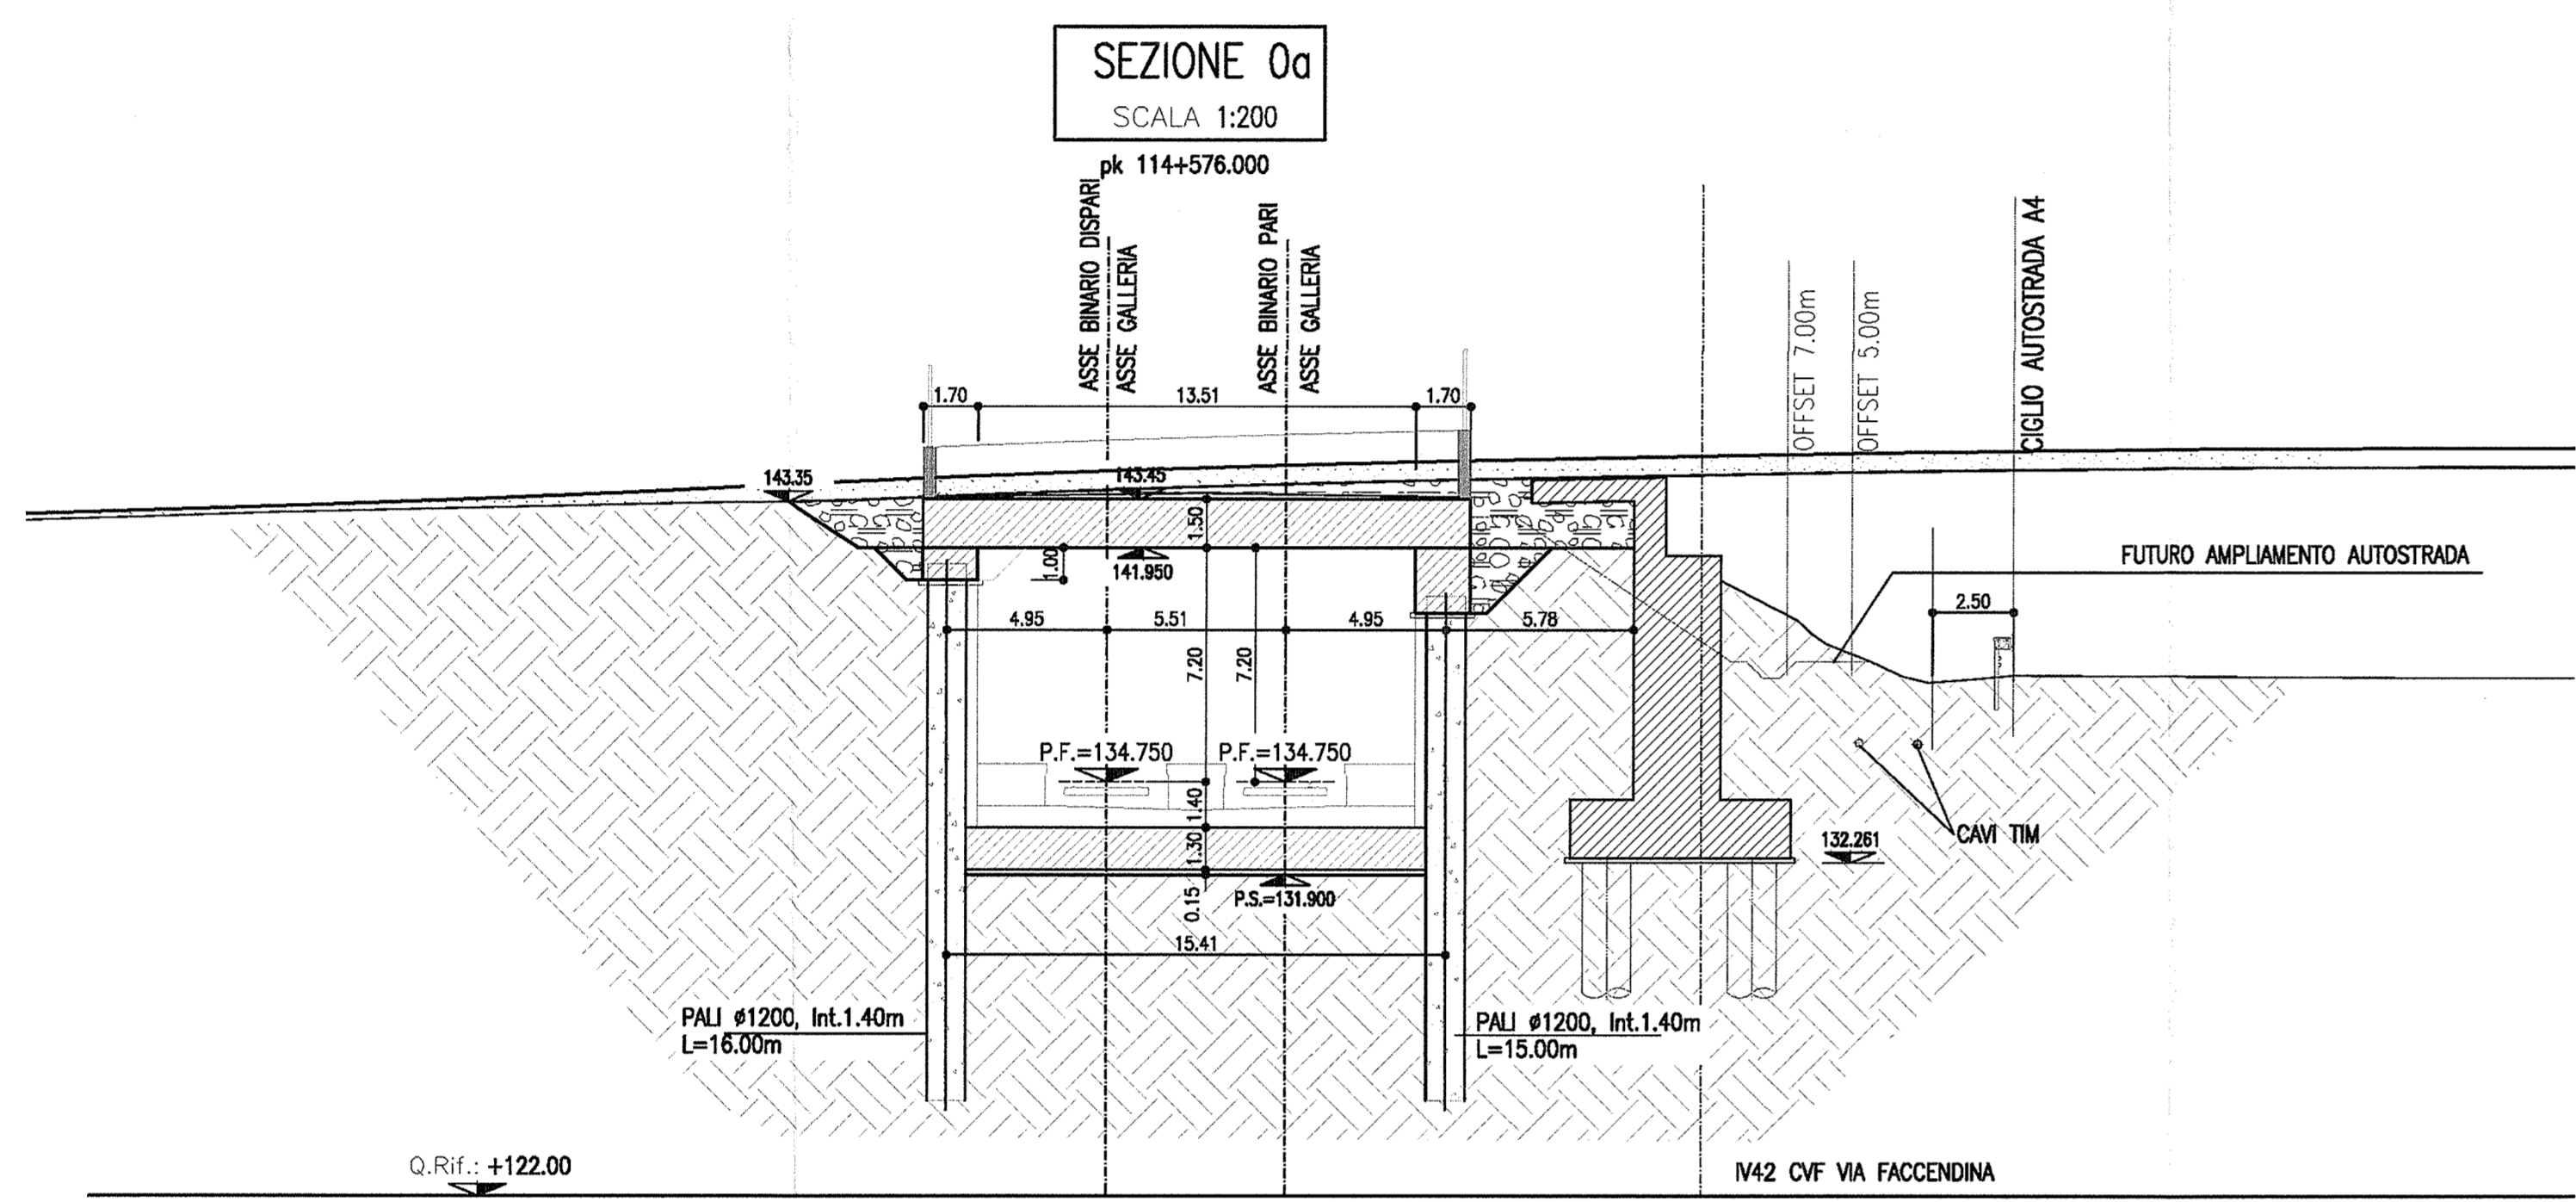 SEZIONE 0a
SCALA 1:200
pk 114+576.000
ASSE BINARIO DISPARI
ASSE GALLERIA
ASSE BINARIO PARI
ASSE GALLERIA
OFFSET 7.00m
OFFSET 5.00m
CIGLIO AUTOSTRADA A4
1.70
13.51
1.70
143.35
143.45
1.50
1.00
141.950
FUTURO AMPLIAMENTO AUTOSTRADA
2.50
4.95
5.51
4.95
5.78
7.20
7.20
P.F.=134.750
P.F.=134.750
1.40
1.30
0.15
132.261
CAVI TIM
P.S.=131.900
15.41
PALI ø1200, Int.1.40m
L=16.00m
PALI ø1200, Int.1.40m
L=15.00m
Q.Rif.: +122.00
IV42 CVF VIA FACCENDINA